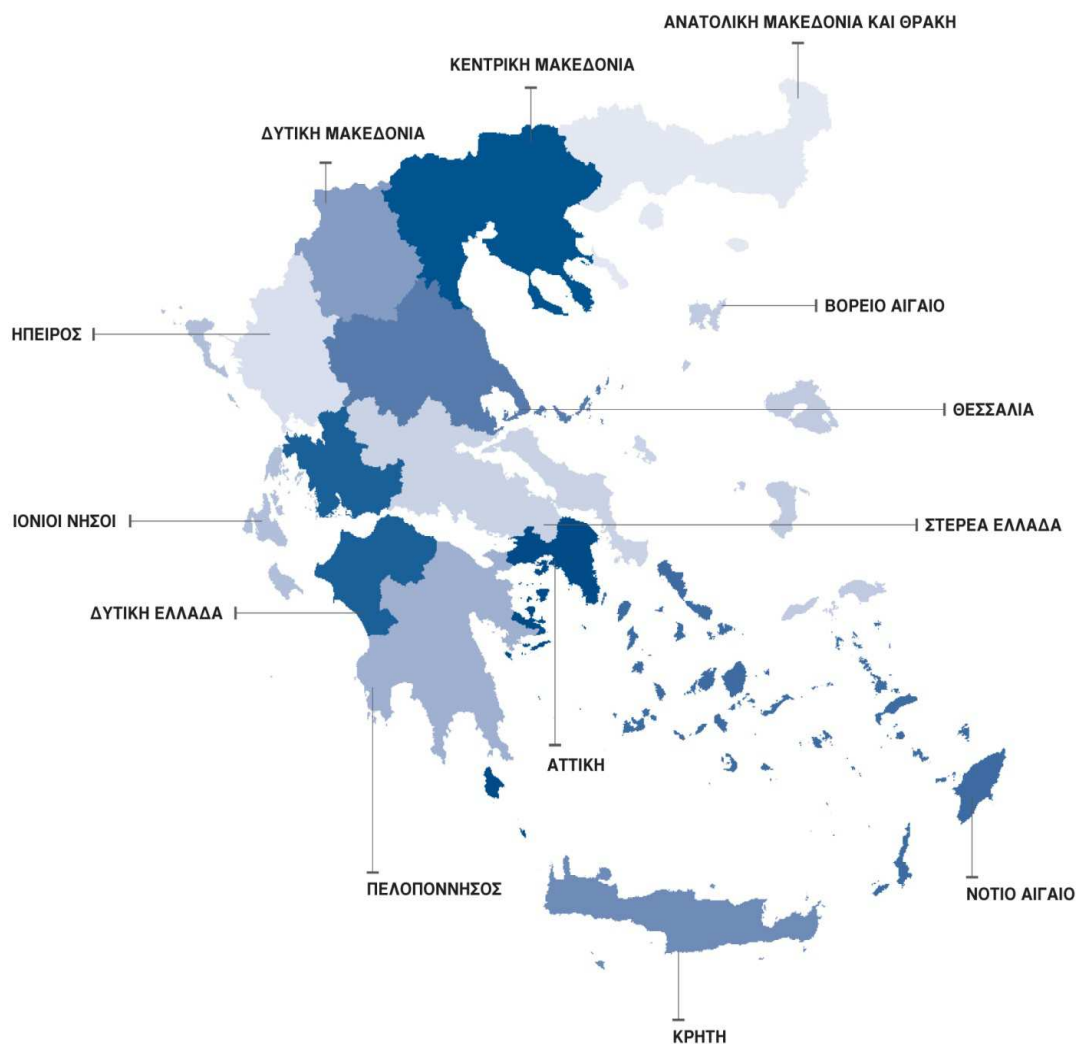 ΑΝΑΤΟΛΙΚΗ ΜΑΚΕΔΟΝΙΑ ΚΑΙ ΘΡΑΚΗ
ΚΕΝΤΡΙΚΗ ΜΑΚΕΔΟΝΙΑ
ΔΥΤΙΚΗ ΜΑΚΕΔΟΝΙΑ
ΒΟΡΕΙΟ ΑΙΓΑΙΟ
ΗΠΕΙΡΟΣ
ΘΕΣΣΑΛΙΑ
ΙΟΝΙΟΙ ΝΗΣΟΙ
ΣΤΕΡΕΑ ΕΛΛΑΔΑ
ΔΥΤΙΚΗ ΕΛΛΑΔΑ
ΑΤΤΙΚΗ
ΠΕΛΟΠΟΝΝΗΣΟΣ
ΝΟΤΙΟ ΑΙΓΑΙΟ
ΚΡΗΤΗ